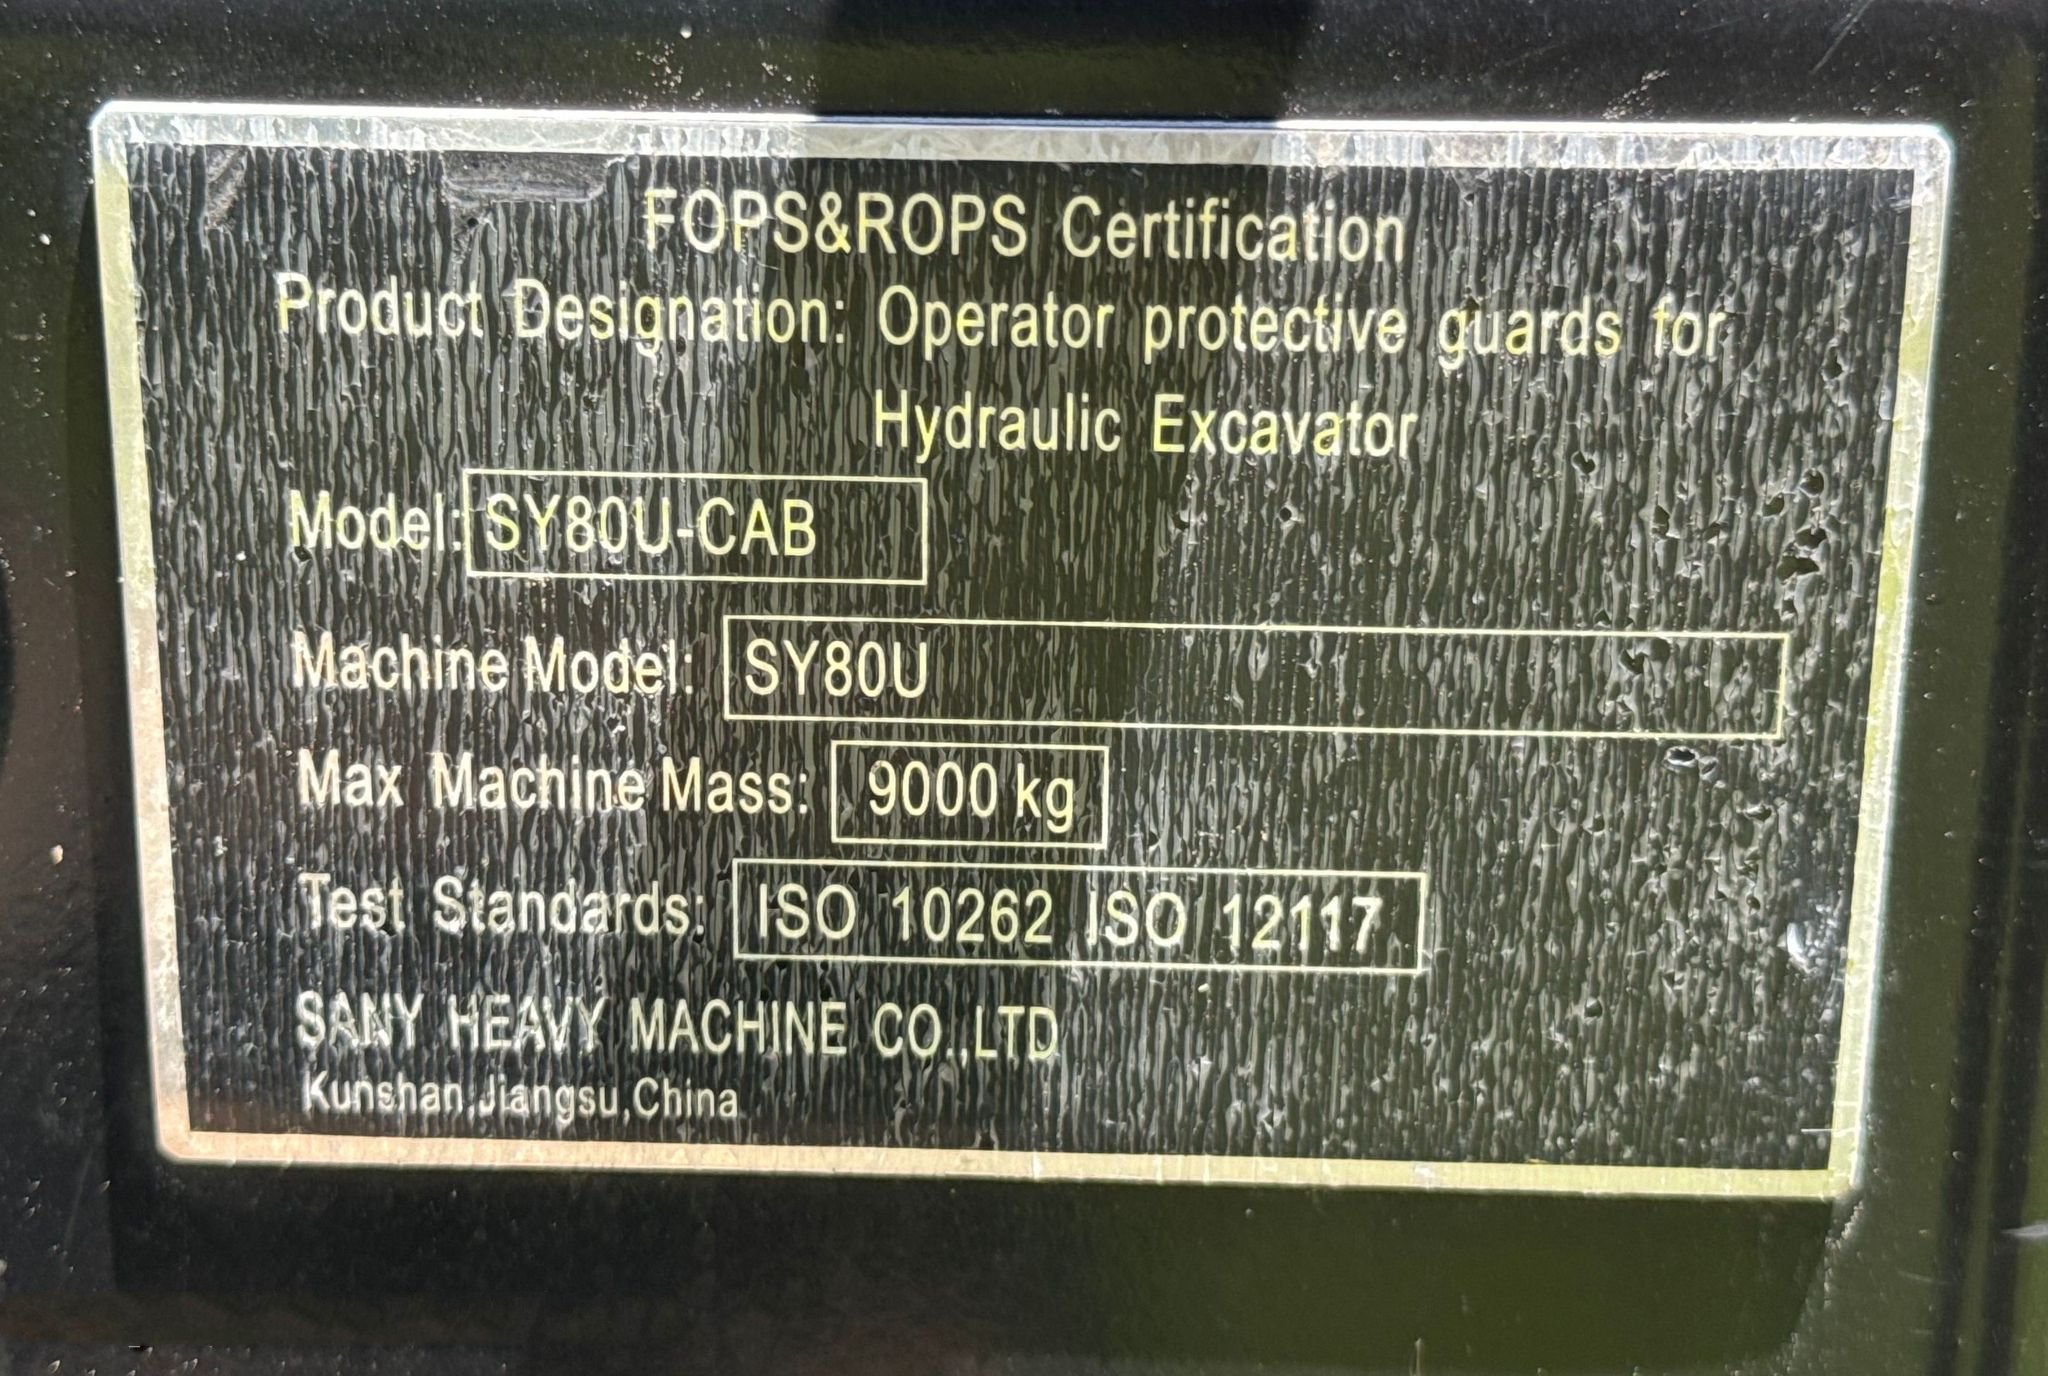 FOPS&ROPS Certification
Product Designation: Operator protective guards for
Hydraulic Excavator
Model: SY80U-CAB
Machine Model: SY80U
Max Machine Mass: 9000 kg
Test Standards: ISO 10262 ISO 12117
SANY HEAVY MACHINE CO.,LTD
Kunshan,Jiangsu,China